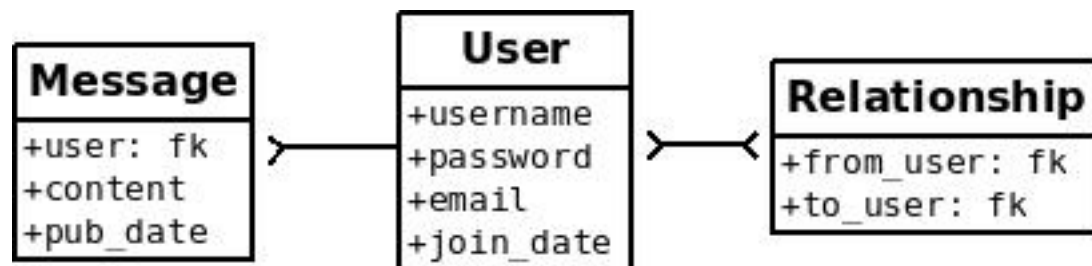 Message
+user: fk
+content
+pub_date
User
+username
+password
+email
+join_date
Relationship
+from_user: fk
+to_user: fk